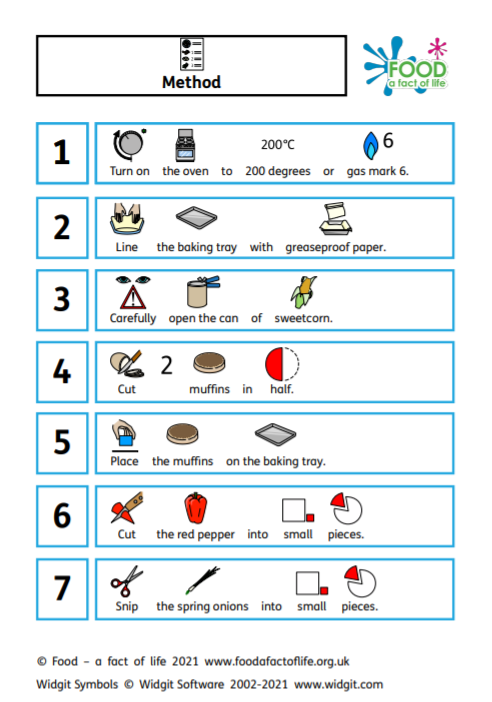 Method
FOOD
a fact of life
1
200°C
6
Turn on the oven to 200 degrees or gas mark 6.
2
Line the baking tray with greaseproof paper.
3
Carefully open the can of sweetcorn.
4
2
Cut muffins in half.
5
Place the muffins on the baking tray.
6
Cut the red pepper into small pieces.
7
Snip the spring onions into small pieces.
© Food – a fact of life 2021 www.foodafactoflife.org.uk
Widgit Symbols © Widgit Software 2002-2021 www.widgit.com